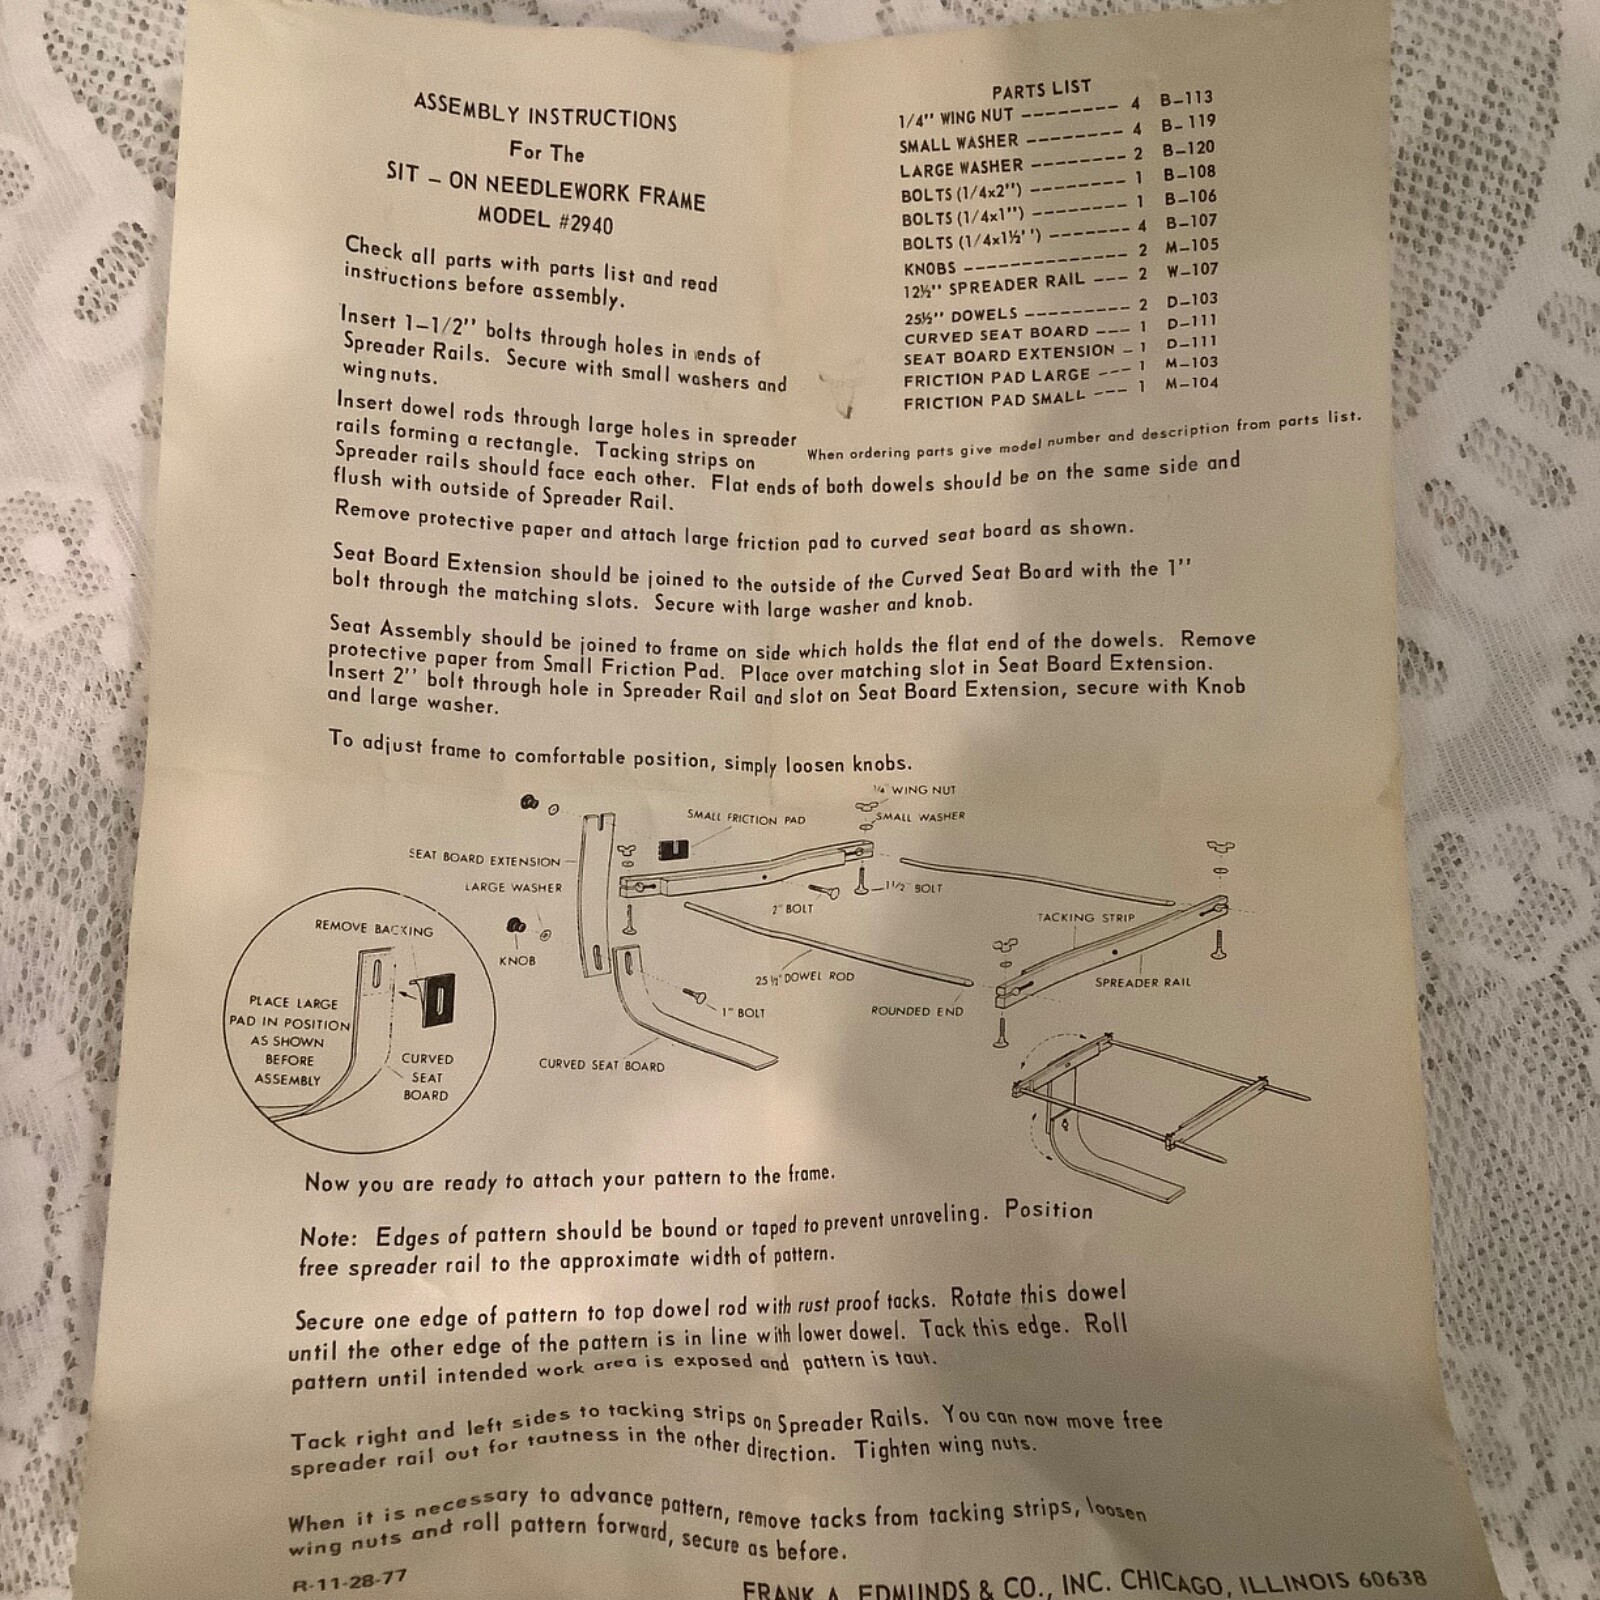 ASSEMBLY INSTRUCTIONS
For The
SIT – ON NEEDLEWORK FRAME
MODEL #2940
PARTS LIST
1/4" WING NUT -------- 4 B–113
SMALL WASHER -------- 4 B–119
LARGE WASHER -------- 2 B–120
BOLTS (1/4x2") -------- 1 B–108
BOLTS (1/4x1") -------- 1 B–106
BOLTS (1/4x1½'') ------- 4 B–107
KNOBS -------------- 2 M–105
12½" SPREADER RAIL --- 2 W–107
25½" DOWELS --------- 2 D–103
CURVED SEAT BOARD --- 1 D–111
SEAT BOARD EXTENSION – 1 D–111
FRICTION PAD LARGE --- 1 M–103
FRICTION PAD SMALL --- 1 M–104
When ordering parts give model number and description from parts list.
Check all parts with parts list and read
instructions before assembly.
Insert 1–1/2" bolts through holes in ends of
Spreader Rails. Secure with small washers and
wing nuts.
Insert dowel rods through large holes in spreader
rails forming a rectangle. Tacking strips on
Spreader rails should face each other. Flat ends of both dowels should be on the same side and
flush with outside of Spreader Rail.
Remove protective paper and attach large friction pad to curved seat board as shown.
Seat Board Extension should be joined to the outside of the Curved Seat Board with the 1"
bolt through the matching slots. Secure with large washer and knob.
Seat Assembly should be joined to frame on side which holds the flat end of the dowels. Remove
protective paper from Small Friction Pad. Place over matching slot in Seat Board Extension.
Insert 2" bolt through hole in Spreader Rail and slot on Seat Board Extension, secure with Knob
and large washer.
To adjust frame to comfortable position, simply loosen knobs.
¼" WING NUT
SMALL WASHER
SMALL FRICTION PAD
SEAT BOARD EXTENSION
LARGE WASHER
1 1/2" BOLT
2" BOLT
TACKING STRIP
REMOVE BACKING
KNOB
25 ½" DOWEL ROD
SPREADER RAIL
ROUNDED END
1" BOLT
PLACE LARGE
PAD IN POSITION
AS SHOWN
BEFORE
ASSEMBLY
CURVED
SEAT
BOARD
CURVED SEAT BOARD
Now you are ready to attach your pattern to the frame.
Note: Edges of pattern should be bound or taped to prevent unraveling. Position
free spreader rail to the approximate width of pattern.
Secure one edge of pattern to top dowel rod with rust proof tacks. Rotate this dowel
until the other edge of the pattern is in line with lower dowel. Tack this edge. Roll
pattern until intended work area is exposed and pattern is taut.
Tack right and left sides to tacking strips on Spreader Rails. You can now move free
spreader rail out for tautness in the other direction. Tighten wing nuts.
When it is necessary to advance pattern, remove tacks from tacking strips, loosen
wing nuts and roll pattern forward, secure as before.
R-11-28-77
FRANK A. EDMUNDS & CO., INC. CHICAGO, ILLINOIS 60638